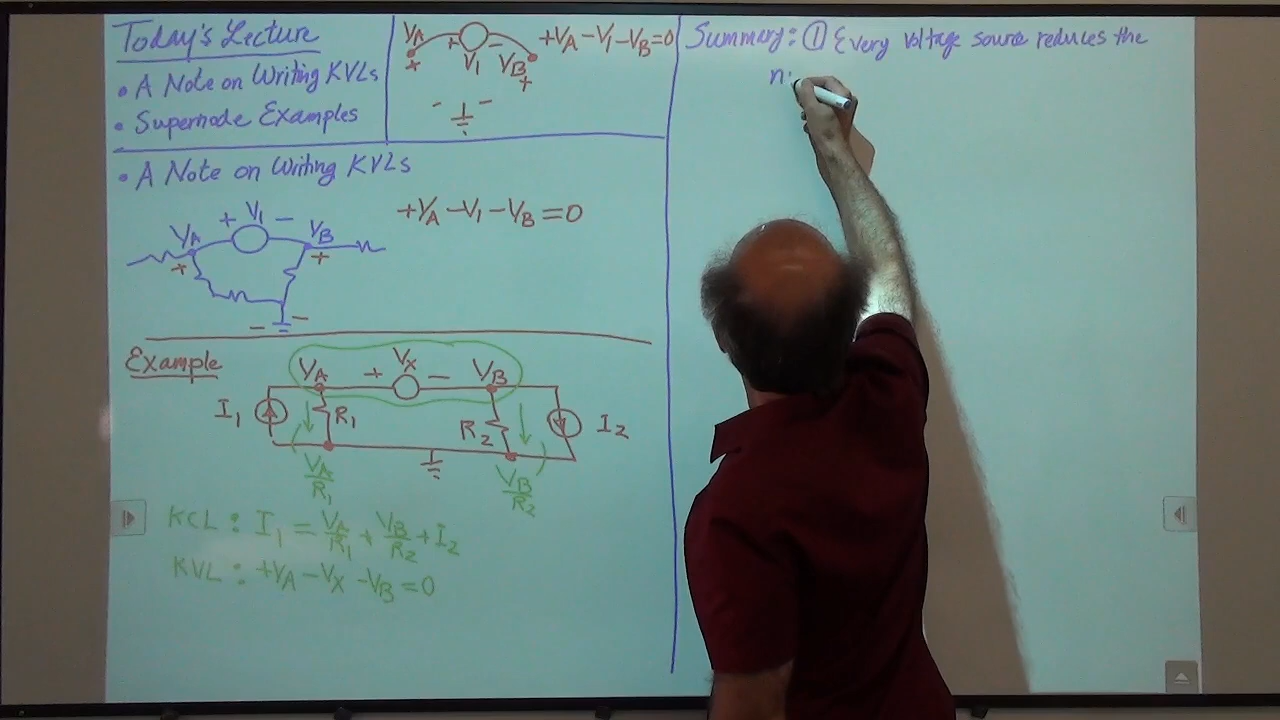 Today's Lecture
• A Note on Writing KVLs
• Supernode Examples
VA + V1 − VB +VA −V1 −VB =0
+ +
− −
• A Note on Writing KVLs
+ V1 −
VA VB
+ +
− −
+VA −V1 −VB =0
Example
VA + VX − VB
I1 R1 R2 I2
VA/R1 VB/R2
KCL : I1 = VA/R1 + VB/R2 + I2
KVL : +VA −VX −VB =0
Summary: ① Every voltage source reduces the